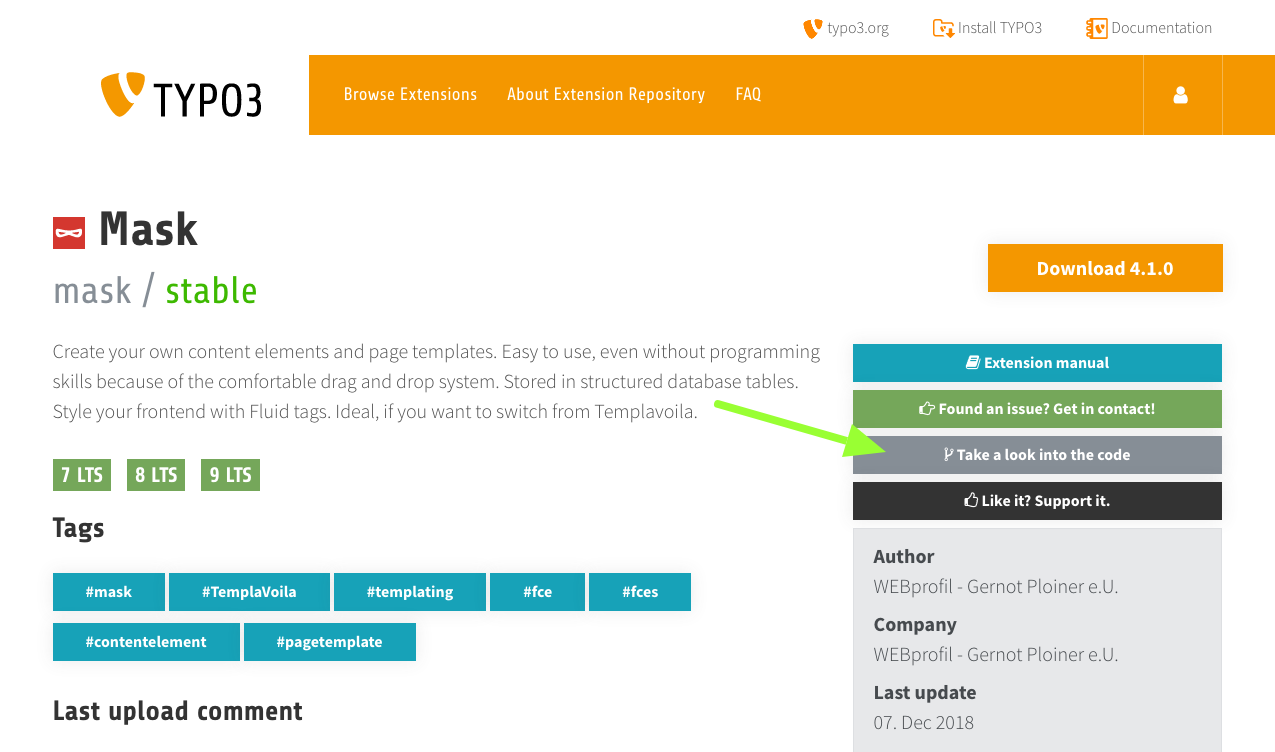 typo3.org Install TYPO3 Documentation
TYPO3 Browse Extensions About Extension Repository FAQ
Mask
mask / stable
Download 4.1.0
Create your own content elements and page templates. Easy to use, even without programming
skills because of the comfortable drag and drop system. Stored in structured database tables.
Style your frontend with Fluid tags. Ideal, if you want to switch from Templavoila.
7 LTS 8 LTS 9 LTS
Tags
#mask #TemplaVoila #templating #fce #fces
#contentelement #pagetemplate
Last upload comment
Extension manual
Found an issue? Get in contact!
Take a look into the code
Like it? Support it.
Author
WEBprofil - Gernot Ploiner e.U.
Company
WEBprofil - Gernot Ploiner e.U.
Last update
07. Dec 2018